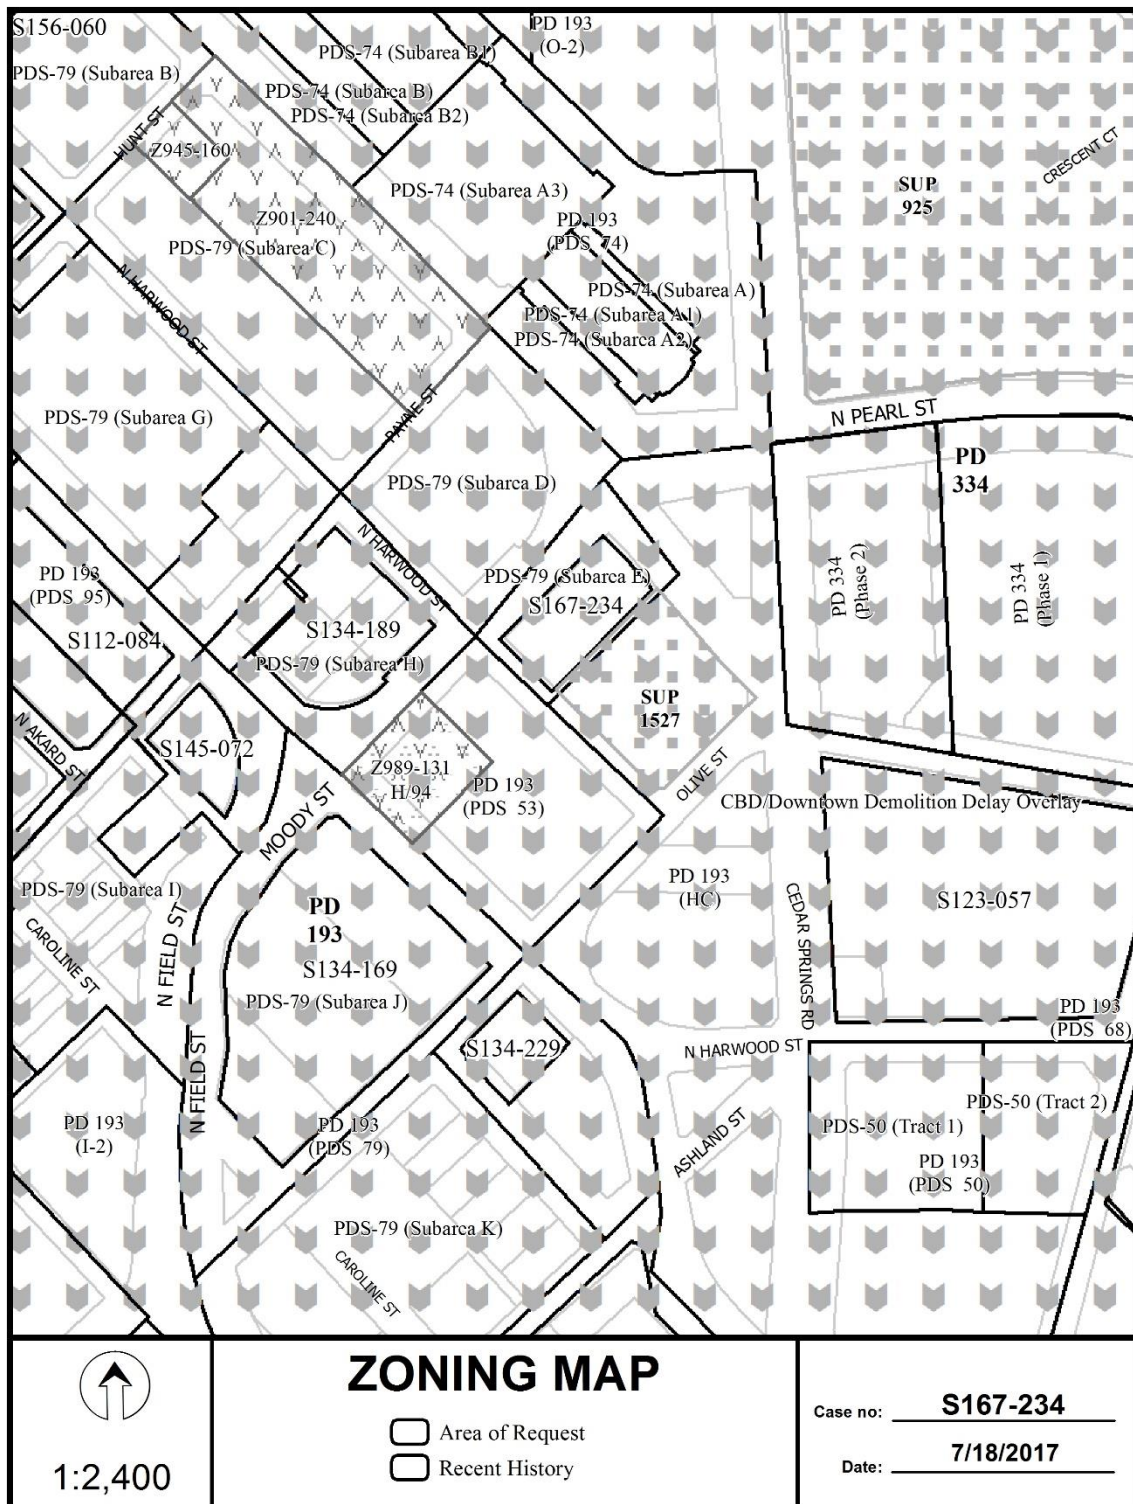 S156-060
PD 193
(O-2)
PDS-74 (Subarea B1)
PDS-79 (Subarea B)
PDS-74 (Subarea B)
PDS-74 (Subarea B2)
HUNT ST
Z945-160
CRESCENT CT
SUP
925
PDS-74 (Subarea A3)
Z901-240
PD 193
(PDS 74)
PDS-79 (Subarea C)
N HARWOOD ST
PDS-74 (Subarea A)
PDS-74 (Subarea A1)
PDS-74 (Subarea A2)
PAYNE ST
N PEARL ST
PDS-79 (Subarea G)
PD
334
PDS-79 (Subarea D)
N HARWOOD ST
PD 193
(PDS 95)
PDS-79 (Subarea E)
S167-234
PD 334
(Phase 2)
PD 334
(Phase 1)
S112-084
S134-189
PDS-79 (Subarea H)
SUP
1527
N AKARD ST
S145-072
Z989-131
H/94
PD 193
(PDS 53)
OLIVE ST
CBD/Downtown Demolition Delay Overlay
MOODY ST
PDS-79 (Subarea I)
PD 193
(HC)
S123-057
CEDAR SPRINGS RD
PD
193
N FIELD ST
CAROLINE ST
S134-169
PDS-79 (Subarea J)
PD 193
(PDS 68)
N FIELD ST
S134-229
N HARWOOD ST
PD 193
(I-2)
PD 193
(PDS 79)
ASHLAND ST
PDS-50 (Tract 2)
PDS-50 (Tract 1)
PD 193
(PDS 50)
PDS-79 (Subarea K)
CAROLINE ST
1:2,400
ZONING MAP
Area of Request
Recent History
Case no: S167-234
Date: 7/18/2017